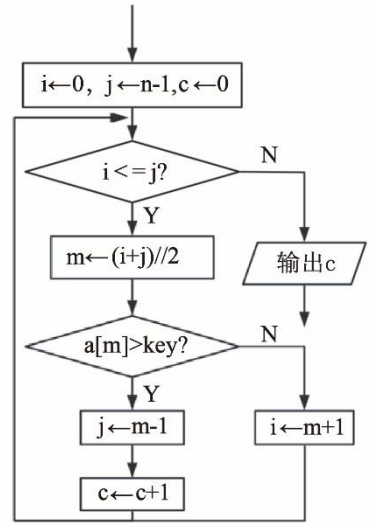 i←0, j←n-1,c←0
i<=j?
N
Y
m←(i+j)//2
输出c
a[m]>key?
N
Y
j←m-1
i←m+1
c←c+1